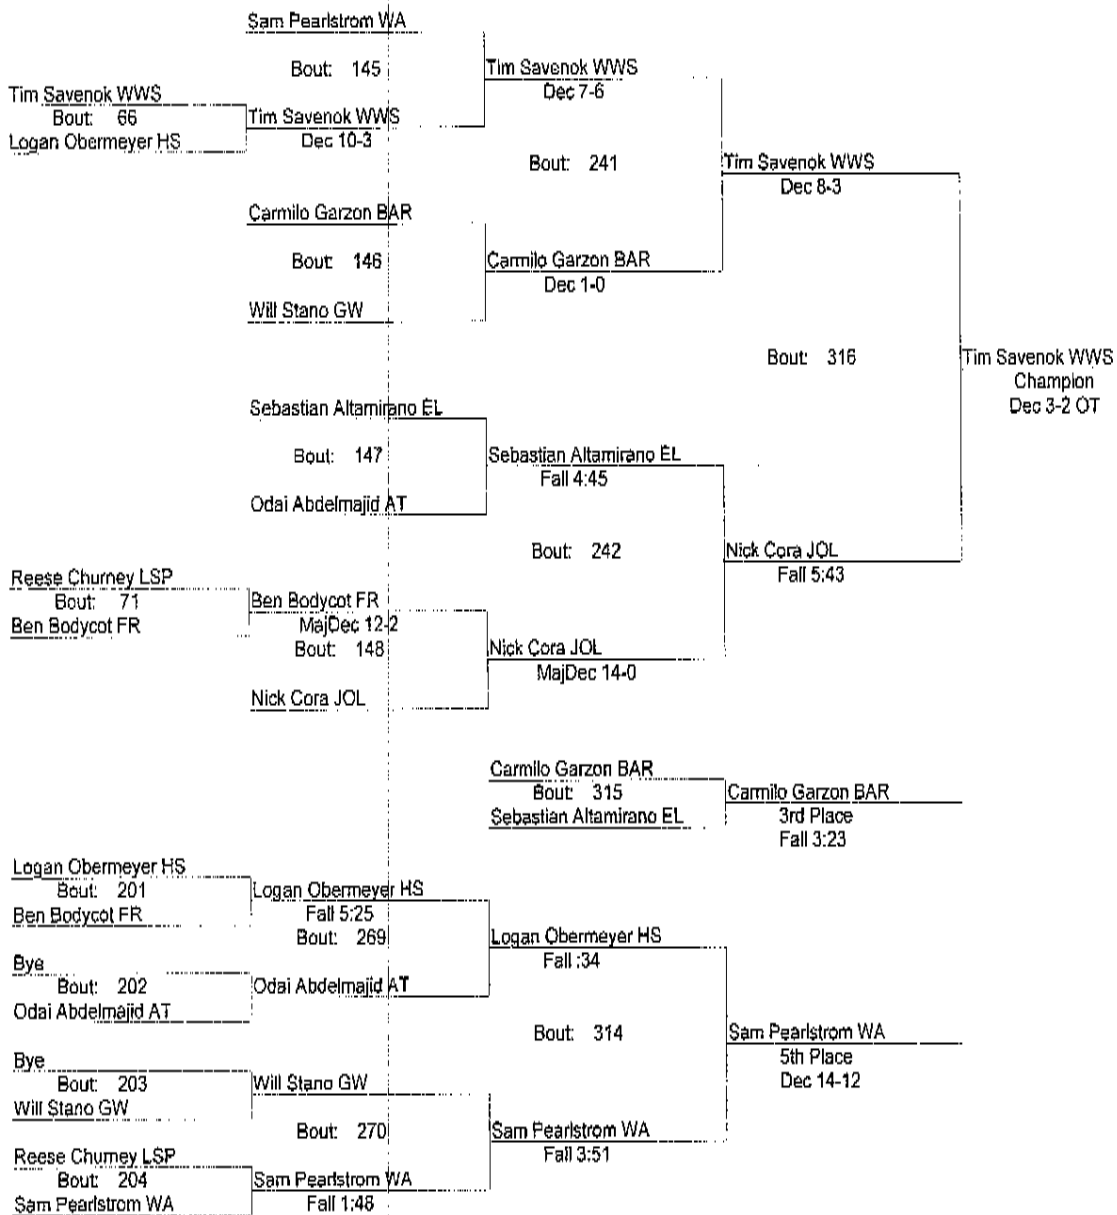 Sam Pearlstrom WA
Bout: 145
Tim Savenok WWS
Dec 7-6
Tim Savenok WWS
Bout: 66
Logan Obermeyer HS
Tim Savenok WWS
Dec 10-3
Bout: 241
Tim Savenok WWS
Dec 8-3
Carmilo Garzon BAR
Bout: 146
Carmilo Garzon BAR
Dec 1-0
Will Stano GW
Bout: 316
Tim Savenok WWS
Champion
Dec 3-2 OT
Sebastian Altamirano EL
Bout: 147
Sebastian Altamirano EL
Fall 4:45
Odai Abdelmajid AT
Bout: 242
Nick Cora JOL
Fall 5:43
Reese Churney LSP
Bout: 71
Ben Bodycot FR
Ben Bodycot FR
MajDec 12-2
Bout: 148
Nick Cora JOL
MajDec 14-0
Nick Cora JOL
Carmilo Garzon BAR
Bout: 315
Sebastian Altamirano EL
Carmilo Garzon BAR
3rd Place
Fall 3:23
Logan Obermeyer HS
Bout: 201
Ben Bodycot FR
Logan Obermeyer HS
Fall 5:25
Bout: 269
Logan Obermeyer HS
Fall :34
Bye
Bout: 202
Odai Abdelmajid AT
Odai Abdelmajid AT
Bout: 314
Sam Pearlstrom WA
5th Place
Dec 14-12
Bye
Bout: 203
Will Stano GW
Will Stano GW
Bout: 270
Sam Pearlstrom WA
Fall 3:51
Reese Churney LSP
Bout: 204
Sam Pearlstrom WA
Sam Pearlstrom WA
Fall 1:48